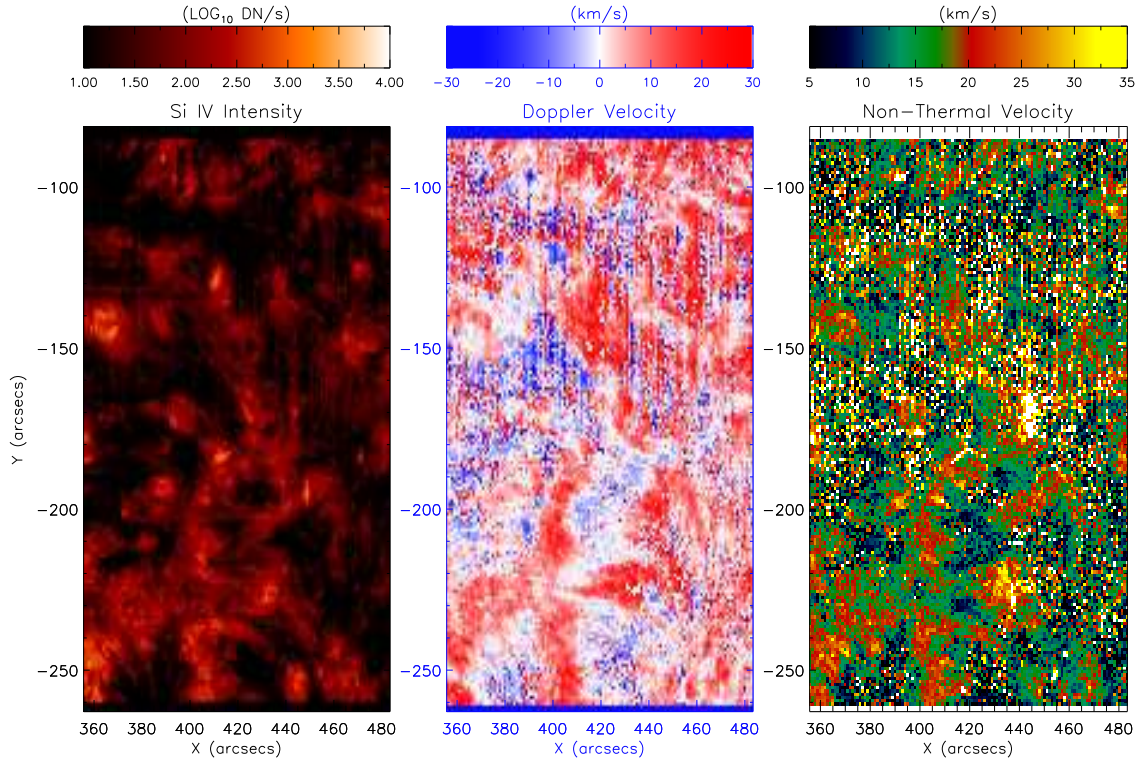 (LOG₁₀ DN/s) (km/s) (km/s)
1.00 1.50 2.00 2.50 3.00 3.50 4.00 −30 −20 −10 0 10 20 30 5 10 15 20 25 30 35
Si IV Intensity Doppler Velocity Non−Thermal Velocity
−100 −100 −100
−150 −150 −150
Y (arcsecs)
−200 −200 −200
−250 −250 −250
360 380 400 420 440 460 480 360 380 400 420 440 460 480 360 380 400 420 440 460 480
X (arcsecs) X (arcsecs) X (arcsecs)